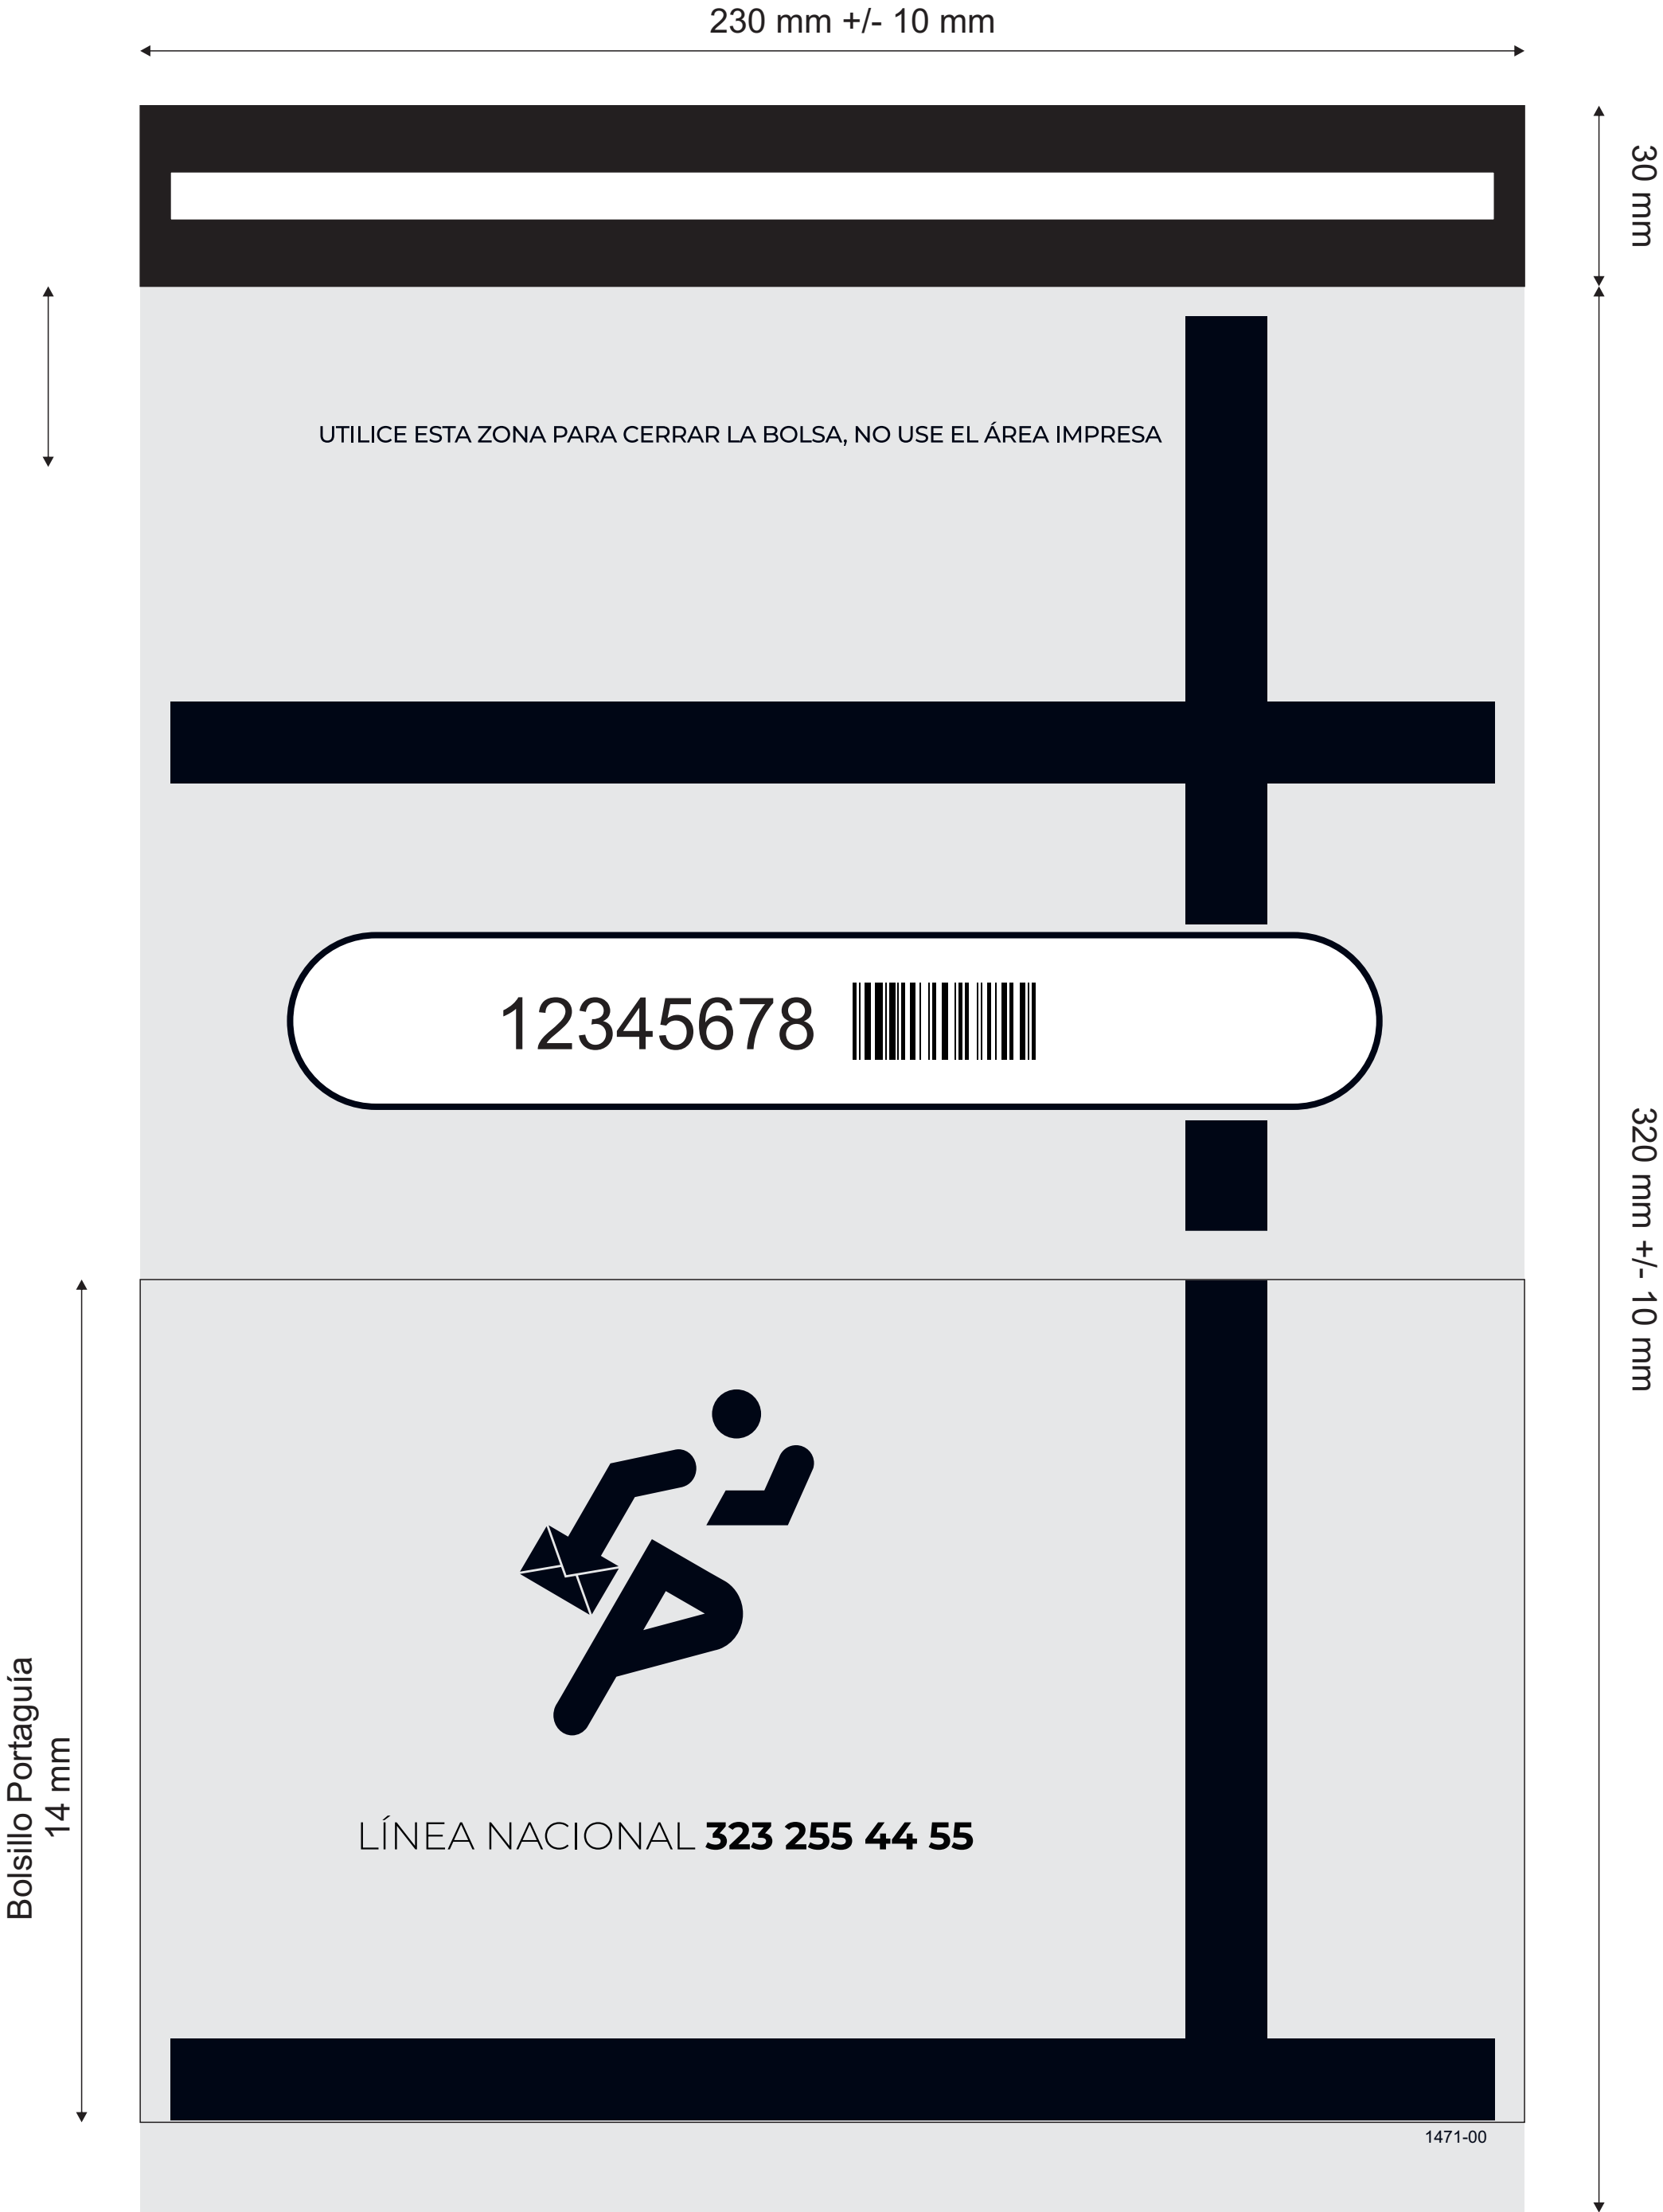 230 mm +/- 10 mm
30 mm
UTILICE ESTA ZONA PARA CERRAR LA BOLSA, NO USE EL ÁREA IMPRESA
12345678
320 mm +/- 10 mm
Bolsillo Portaguía
14 mm
LÍNEA NACIONAL 323 255 44 55
1471-00